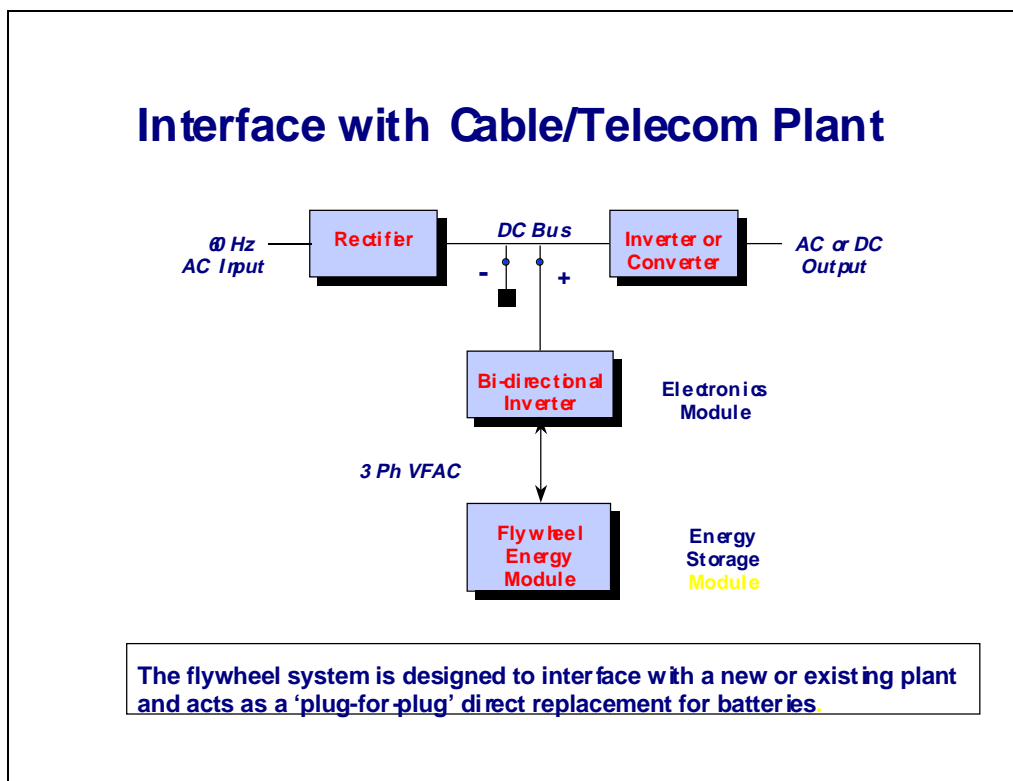 Interface with Cable/Telecom Plant
60 Hz
AC Input
Rectifier
DC Bus
- +
Inverter or
Converter
AC or DC
Output
Bi-directional
Inverter
Electronics
Module
3 Ph VFAC
Flywheel
Energy
Module
Energy
Storage
Module
The flywheel system is designed to interface with a new or existing plant
and acts as a ‘plug-for-plug’ direct replacement for batteries.